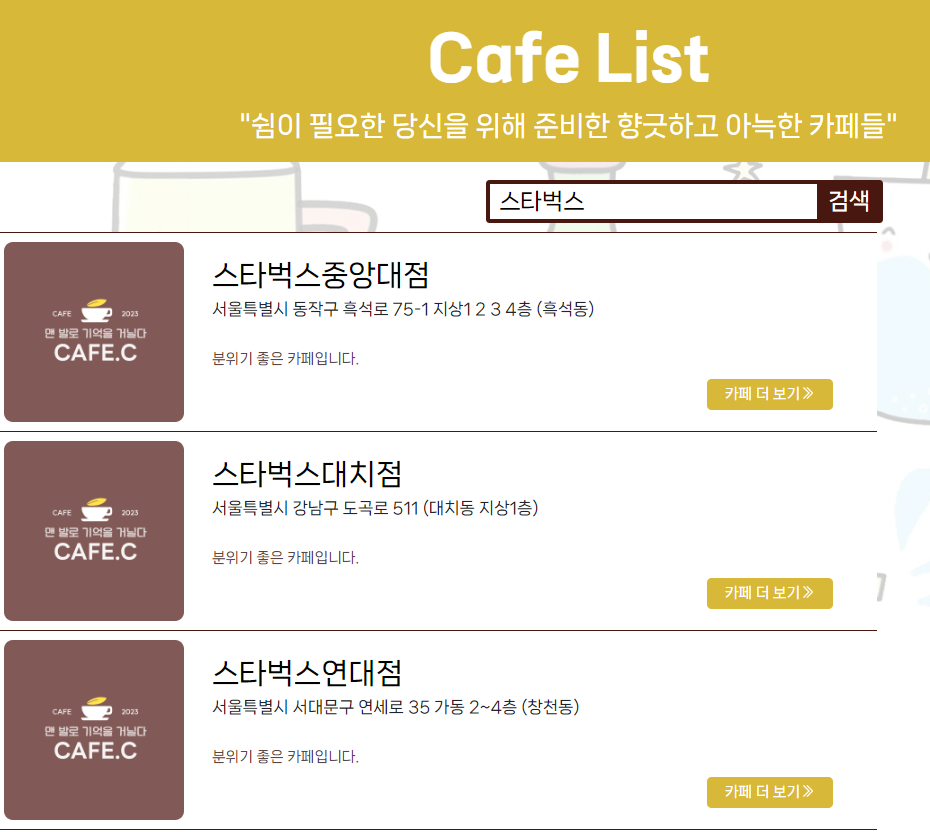 Cafe List
"쉼이 필요한 당신을 위해 준비한 향긋하고 아늑한 카페들"
스타벅스 검색
스타벅스중앙대점
서울특별시 동작구 흑석로 75-1 지상1 2 3 4층 (흑석동)
분위기 좋은 카페입니다.
카페 더 보기
CAFE 2023
맨 발로 기억을 거닐다
CAFE.C
스타벅스대치점
서울특별시 강남구 도곡로 511 (대치동 지상1층)
분위기 좋은 카페입니다.
카페 더 보기
CAFE 2023
맨 발로 기억을 거닐다
CAFE.C
스타벅스연대점
서울특별시 서대문구 연세로 35 가동 2~4층 (창천동)
분위기 좋은 카페입니다.
카페 더 보기
CAFE 2023
맨 발로 기억을 거닐다
CAFE.C